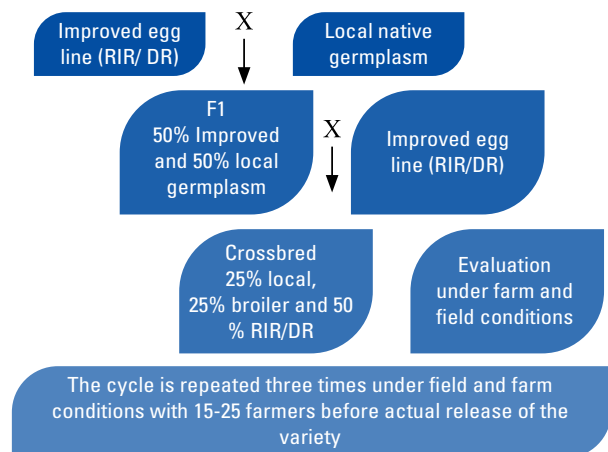 Improved egg
line (RIR/ DR)
X
Local native
germplasm
F1
50% Improved
and 50% local
germplasm
X
Improved egg
line (RIR/DR)
Crossbred
25% local,
25% broiler and 50
% RIR/DR
Evaluation
under farm and
field conditions
The cycle is repeated three times under field and farm
conditions with 15-25 farmers before actual release of the
variety